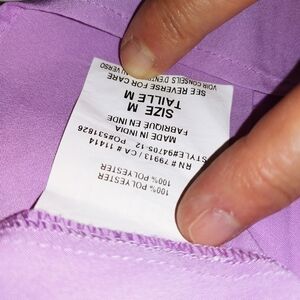 100% POLYESTER
100% POLYESTER
RN # 79913 / CA # 11414
STYLE#94705-12 PO#531826
MADE IN INDIA
FABRIQUÉ EN INDE
SIZE M
TAILLE M
SEE REVERSE FOR CARE
VOIR CONSEILS D'ENTRETIEN AU VERSO